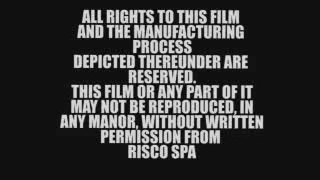 ALL RIGHTS TO THIS FILM
AND THE MANUFACTURING
PROCESS
DEPICTED THEREUNDER ARE
RESERVED.
THIS FILM OR ANY PART OF IT
MAY NOT BE REPRODUCED, IN
ANY MANOR, WITHOUT WRITTEN
PERMISSION FROM
RISCO SPA